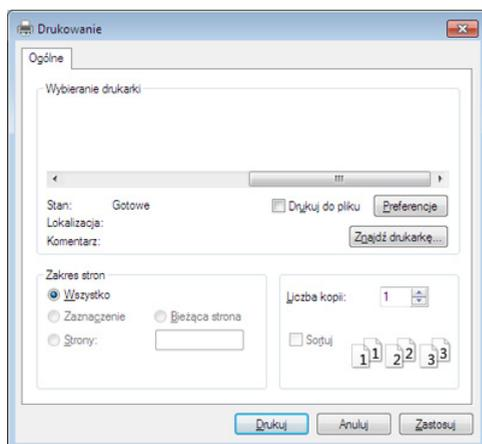 Drukowanie
Ogólne
Wybieranie drukarki
Stan: Gotowe
Drukuj do pliku
Preferencje
Lokalizacja:
Komentarz:
Znajdź drukarkę...
Zakres stron
Wszystko
Zaznaczenie
Bieżąca strona
Strony:
Liczba kopii: 1
Sortuj
1 1 2 2 3 3
Drukuj
Anuluj
Zastosuj